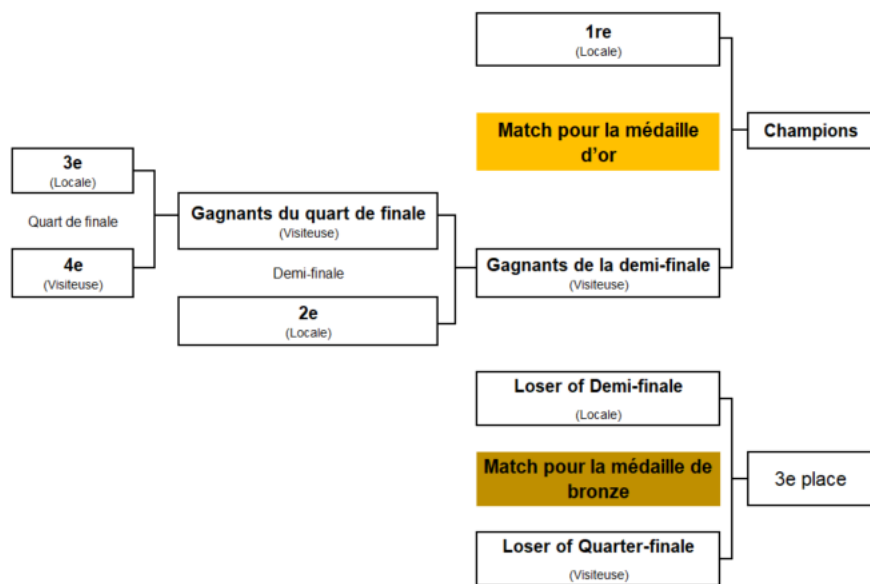 1re
(Locale)
Match pour la médaille
d’or
Champions
3e
(Locale)
Quart de finale
4e
(Visiteuse)
Gagnants du quart de finale
(Visiteuse)
Demi-finale
2e
(Locale)
Gagnants de la demi-finale
(Visiteuse)
Loser of Demi-finale
(Locale)
Match pour la médaille de
bronze
3e place
Loser of Quarter-finale
(Visiteuse)